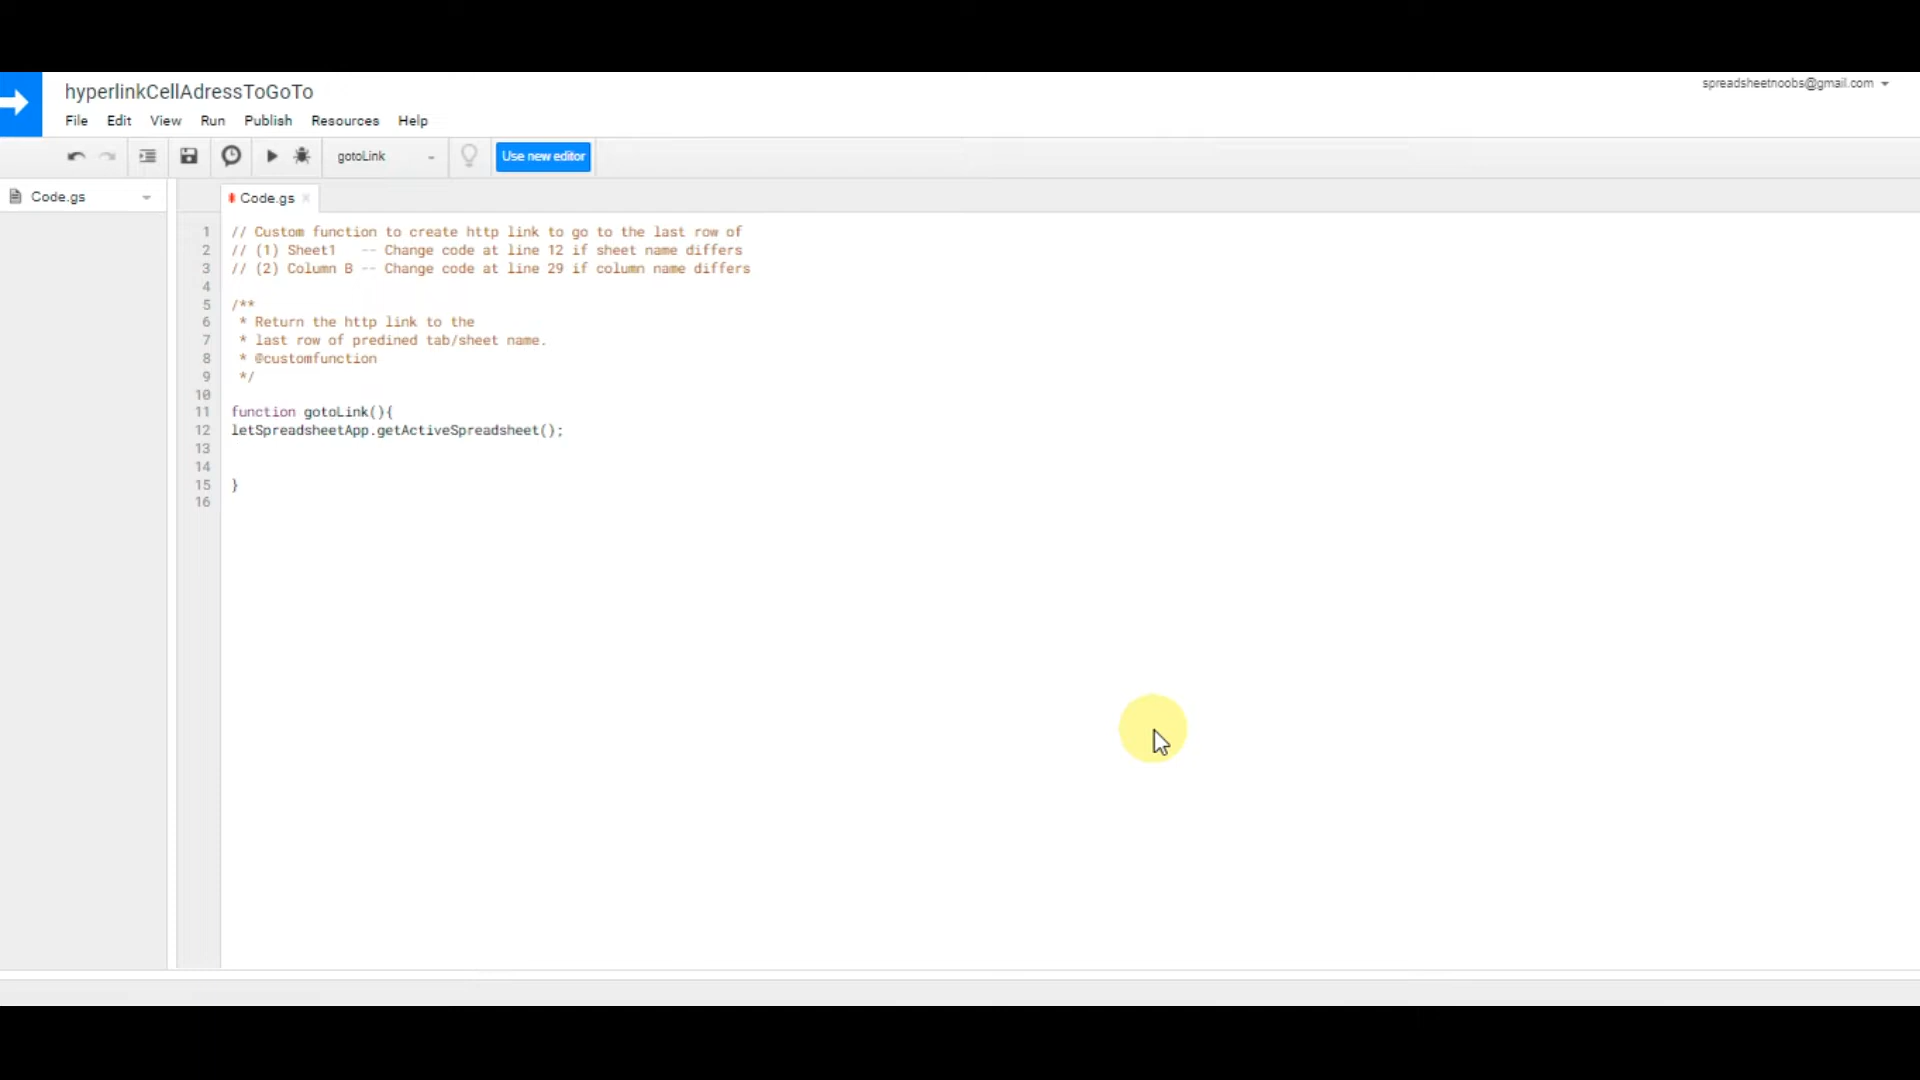 hyperlinkCellAdressToGoTo
spreadsheetnoobs@gmail.com
File Edit View Run Publish Resources Help
gotoLink
Use new editor
Code.gs
Code.gs
1 // Custom function to create http link to go to the last row of
2 // (1) Sheet1 -- Change code at line 12 if sheet name differs
3 // (2) Column B -- Change code at line 29 if column name differs
4
5 /**
6 * Return the http link to the
7 * last row of predined tab/sheet name.
8 * @customfunction
9 */
10
11 function gotoLink(){
12 letSpreadsheetApp.getActiveSpreadsheet();
13
14
15 }
16